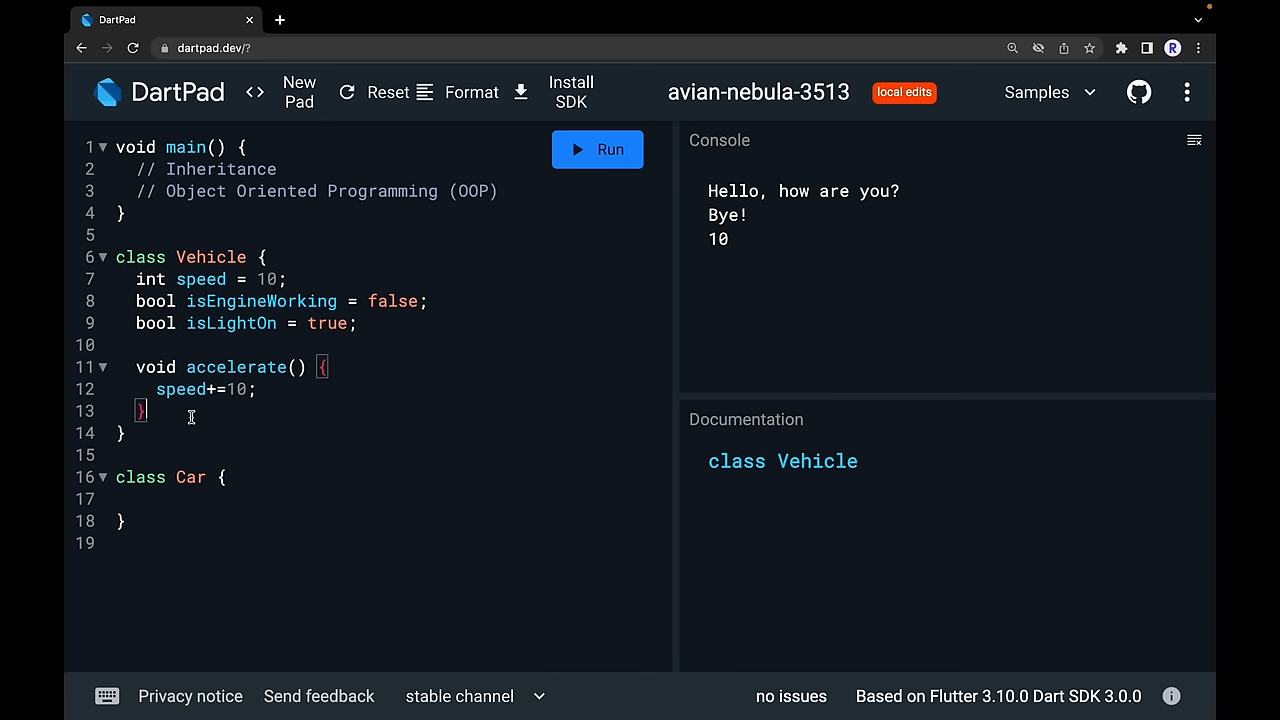 DartPad
dartpad.dev/?
R
DartPad
<> New Pad
Reset
Format
Install SDK
avian-nebula-3513
local edits
Samples
1 void main() {
2 // Inheritance
3 // Object Oriented Programming (OOP)
4 }
5
6 class Vehicle {
7 int speed = 10;
8 bool isEngineWorking = false;
9 bool isLightOn = true;
10
11 void accelerate() {
12 speed+=10;
13 }
14 }
15
16 class Car {
17
18 }
19
Run
Console
Hello, how are you?
Bye!
10
Documentation
class Vehicle
Privacy notice
Send feedback
stable channel
no issues
Based on Flutter 3.10.0 Dart SDK 3.0.0